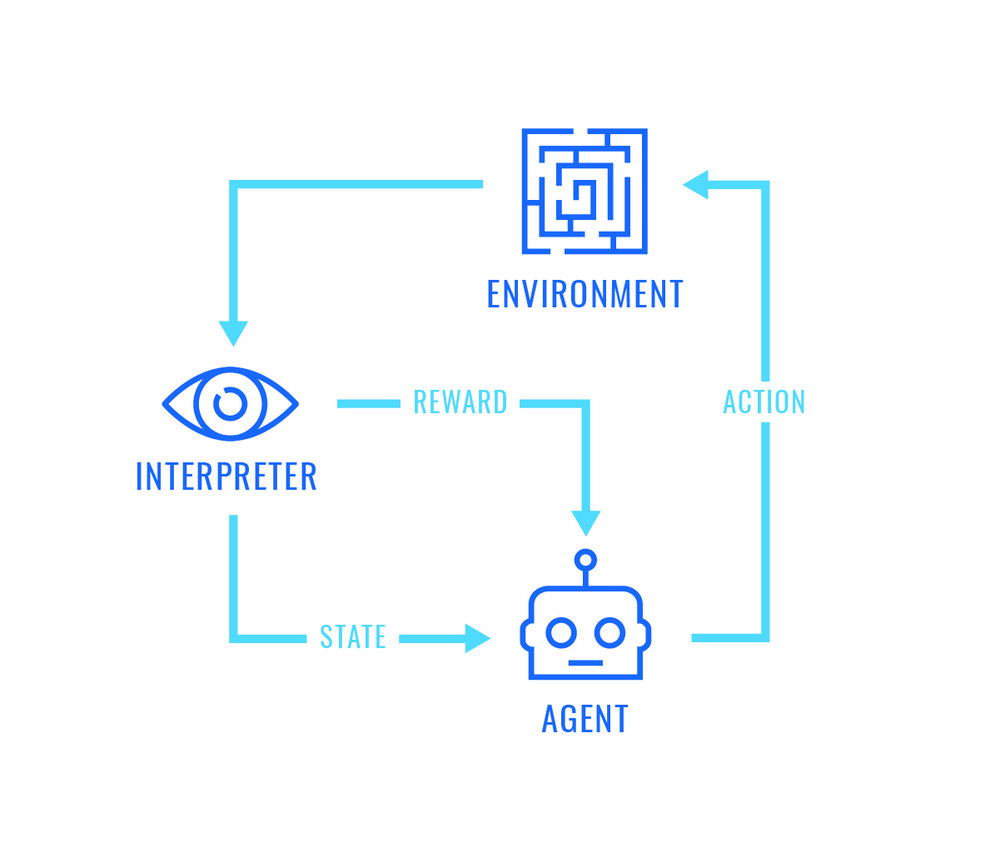 ENVIRONMENT
REWARD
ACTION
INTERPRETER
STATE
AGENT